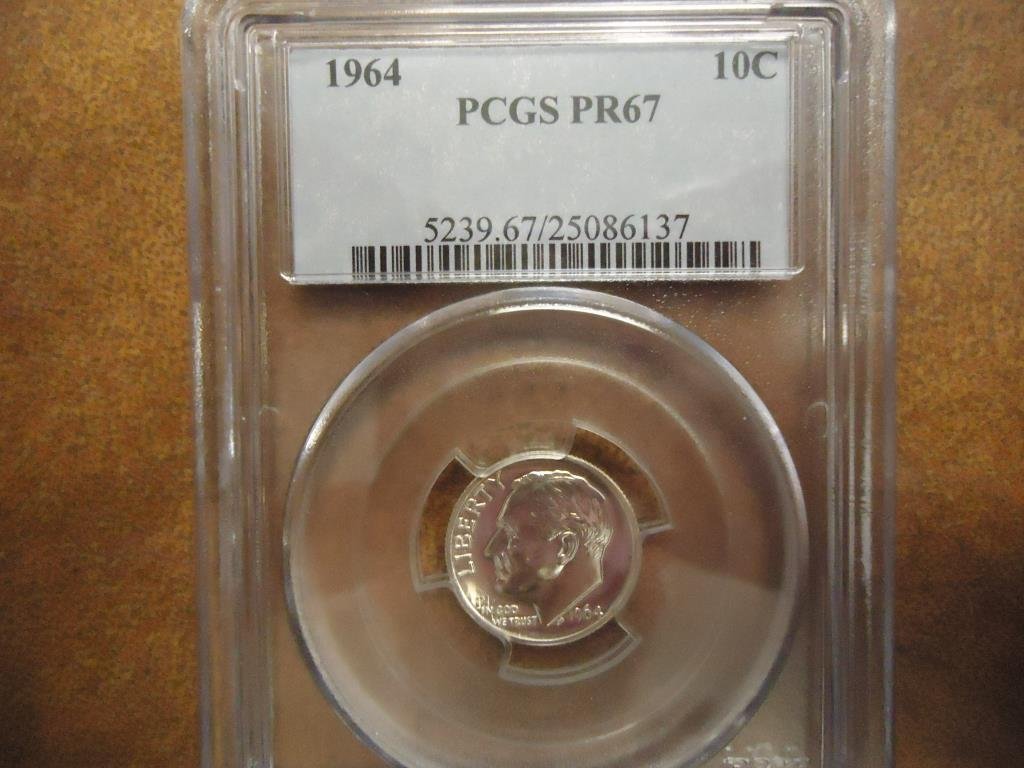 1964 10C
PCGS PR67
5239.67/25086137
LIBERTY
IN GOD
WE TRUST
1964